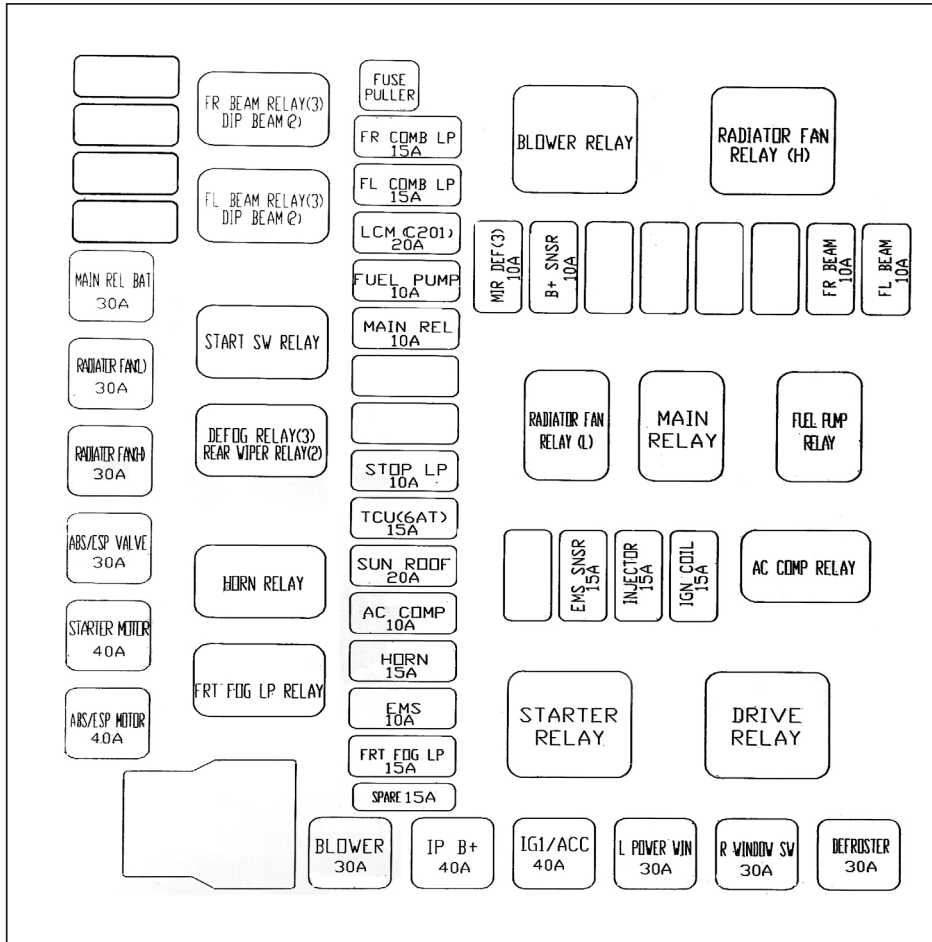 FUSE
PULLER
FR BEAM RELAY(3)
DIP BEAM(2)
FR COMB LP
15A
BLOWER RELAY
RADIATOR FAN
RELAY (H)
FL BEAM RELAY(3)
DIP BEAM(2)
FL COMB LP
15A
LCM (C201)
20A
MAIN REL BAT
30A
FUEL PUMP
10A
MIR DEF(3)
10A
B+ SNSR
10A
FR BEAM
10A
FL BEAM
10A
START SW RELAY
MAIN REL
10A
RADIATER FAN(L)
30A
RADIATOR FAN
RELAY (L)
MAIN
RELAY
FUEL PUMP
RELAY
DEFOG RELAY(3)
REAR WIPER RELAY(2)
RADIATER FAN(H)
30A
STOP LP
10A
TCU(6AT)
15A
ABS/ESP VALVE
30A
SUN ROOF
20A
EMS SNSR
15A
INJECTOR
15A
IGN COIL
15A
AC COMP RELAY
HORN RELAY
AC COMP
10A
STARTER MOTOR
40A
HORN
15A
FRT FOG LP RELAY
EMS
10A
STARTER
RELAY
DRIVE
RELAY
ABS/ESP MOTOR
40A
FRT FOG LP
15A
SPARE 15A
BLOWER
30A
IP B+
40A
IG1/ACC
40A
L POWER WIN
30A
R WINDOW SW
30A
DEFROSTER
30A